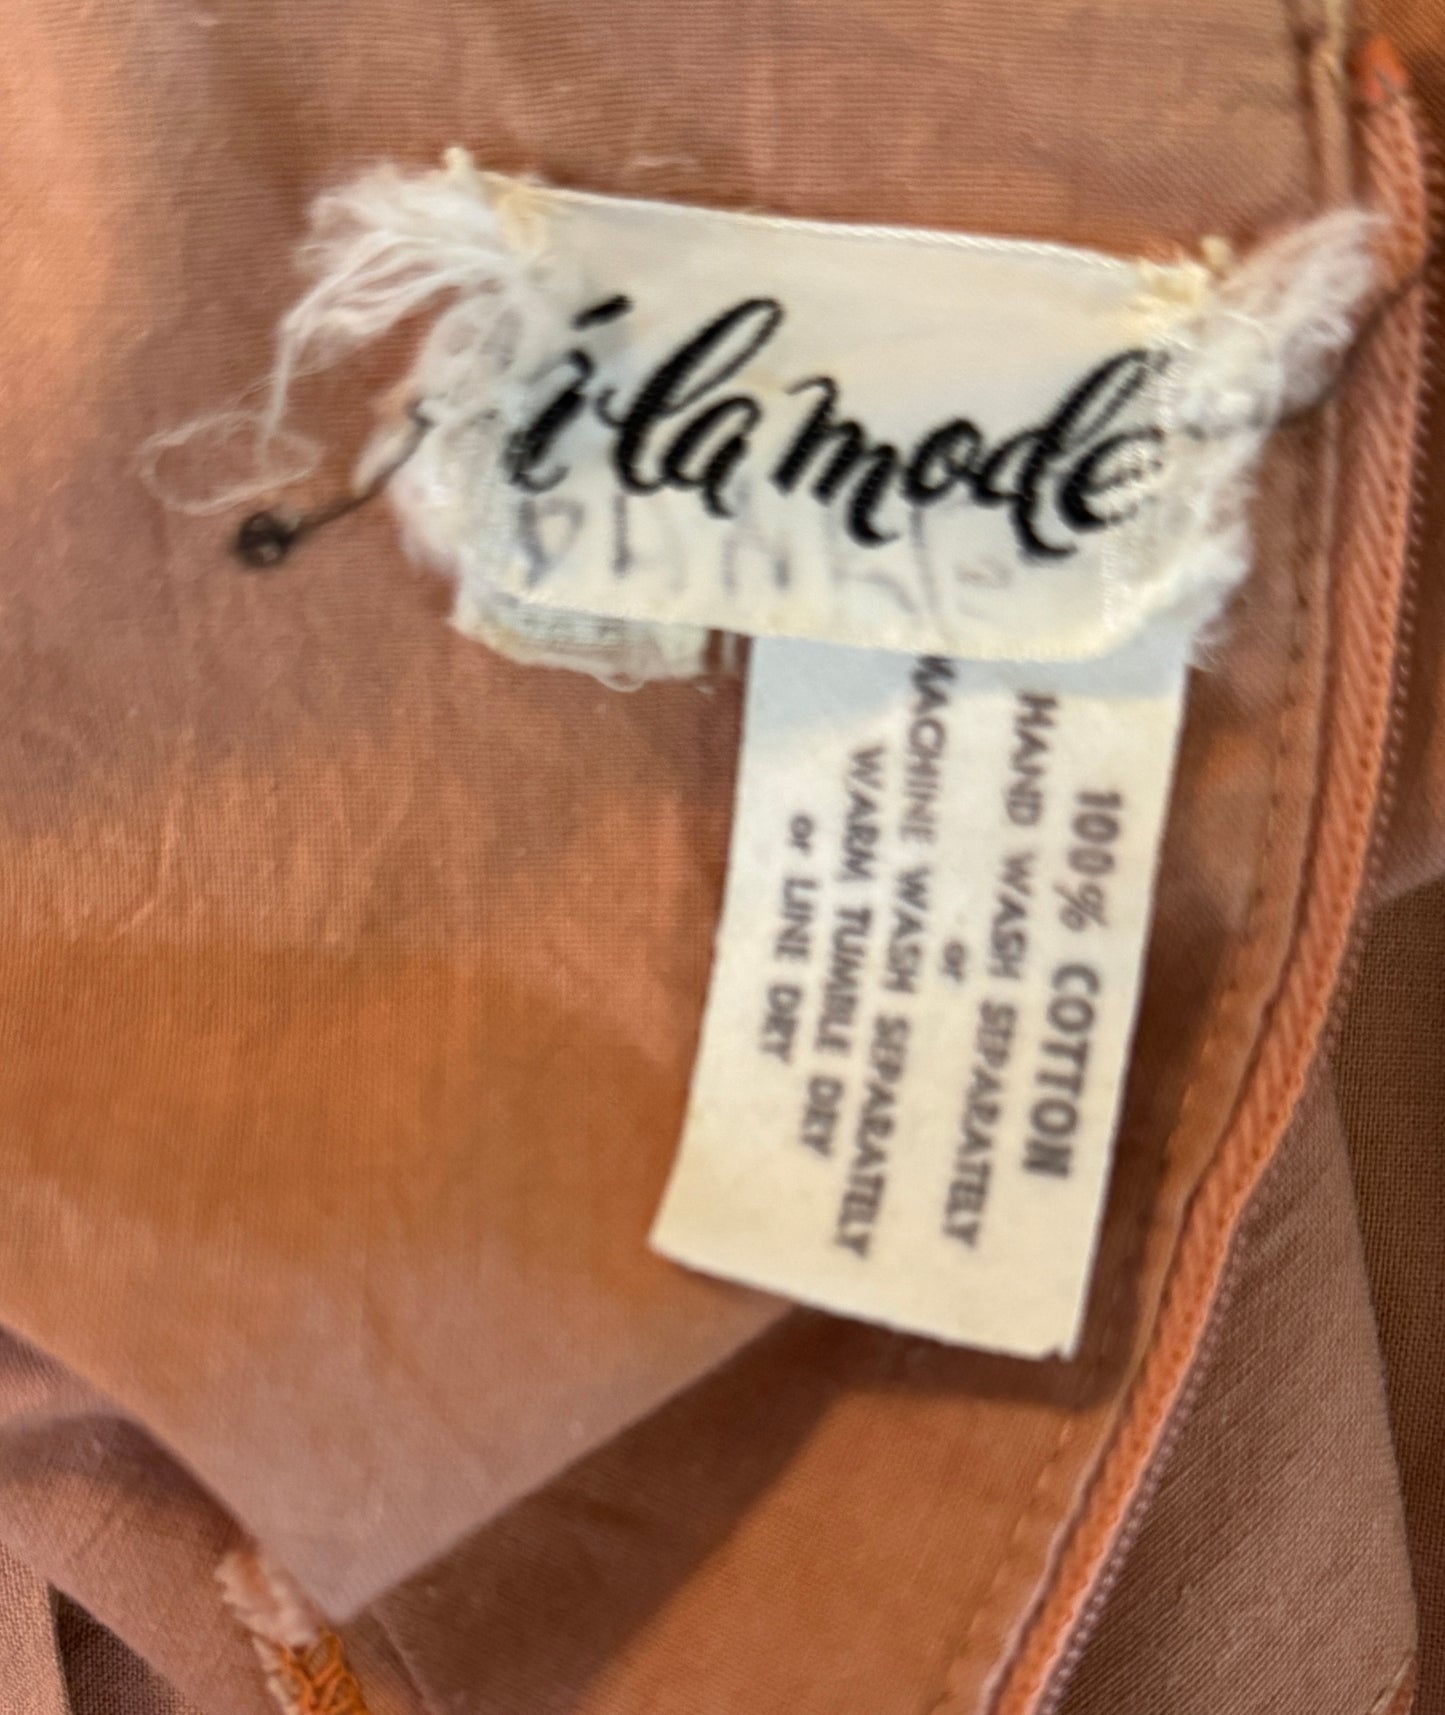 i la mode
100% COTTON
HAND WASH SEPARATELY
or
MACHINE WASH SEPARATELY
WARM TUMBLE DRY
or LINE DRY